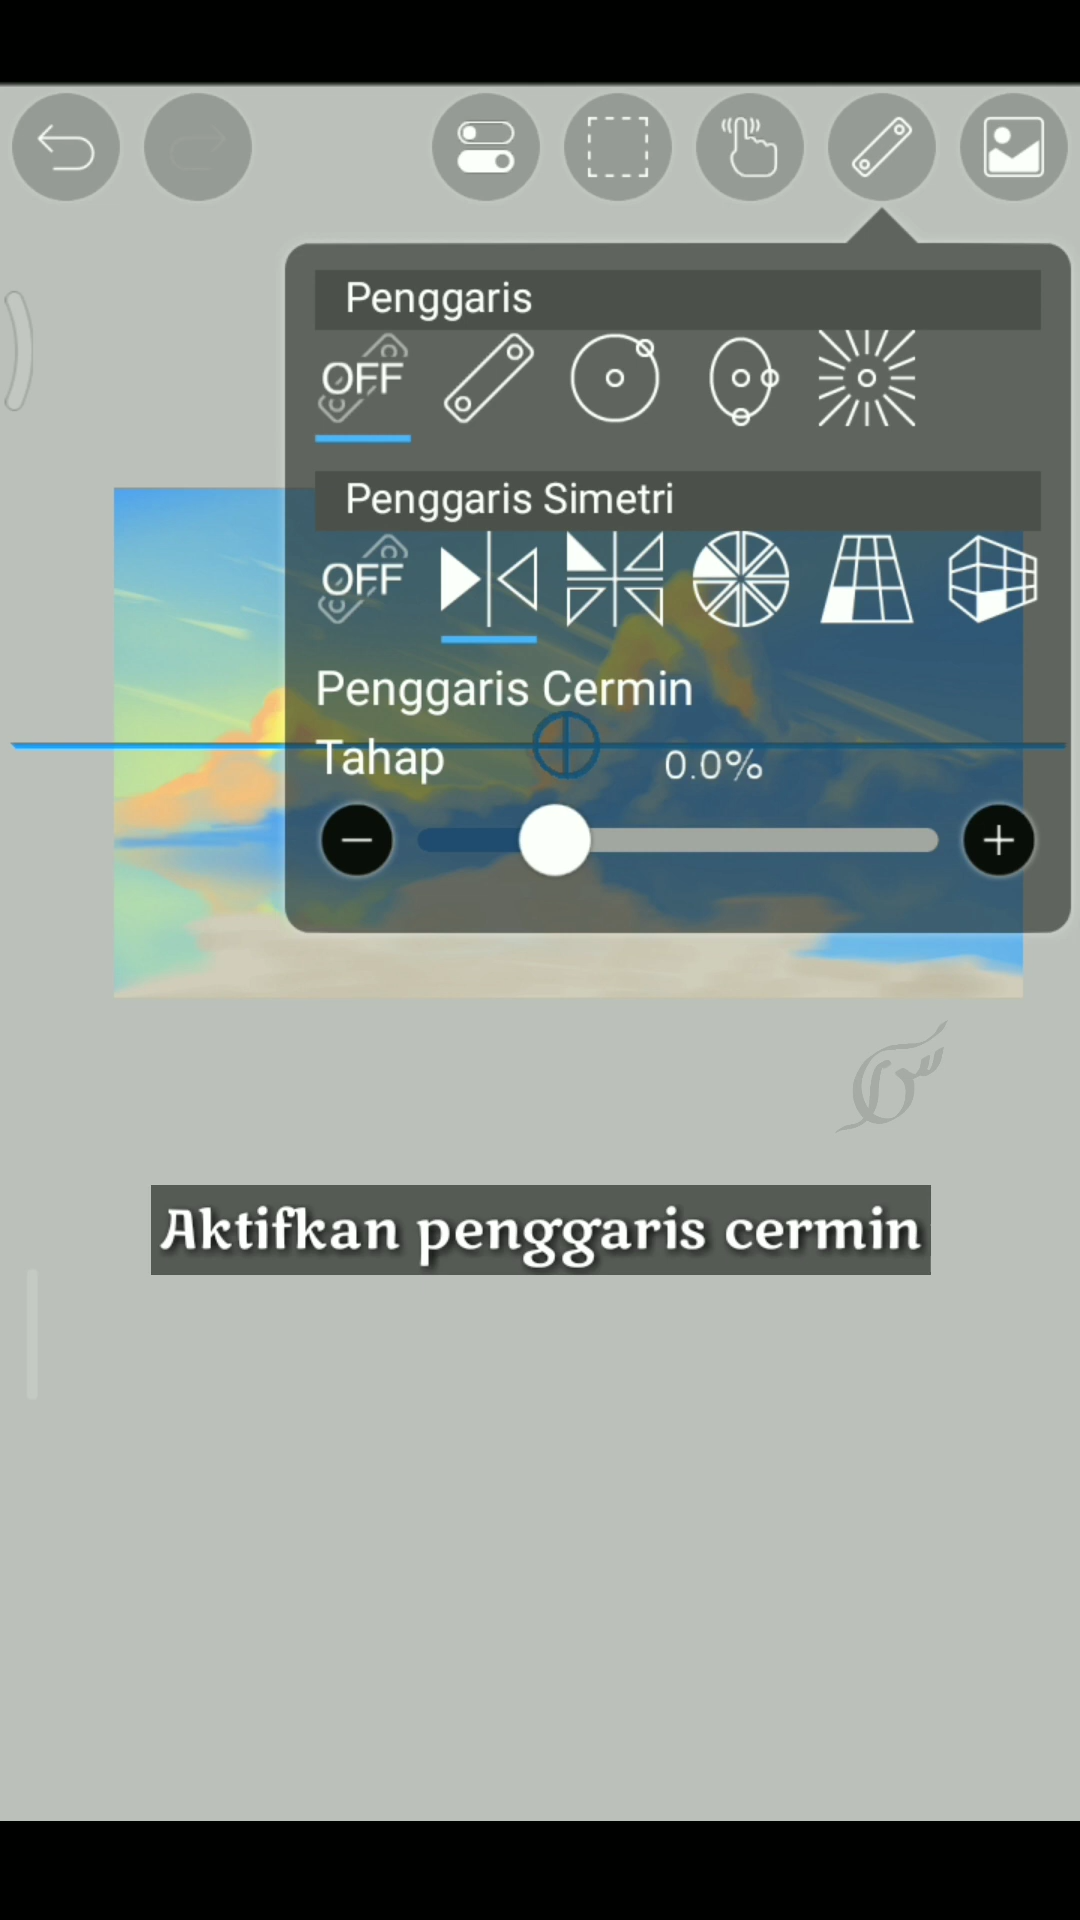 Penggaris
OFF
Penggaris Simetri
OFF
Penggaris Cermin
Tahap 0.0%
Aktifkan penggaris cermin